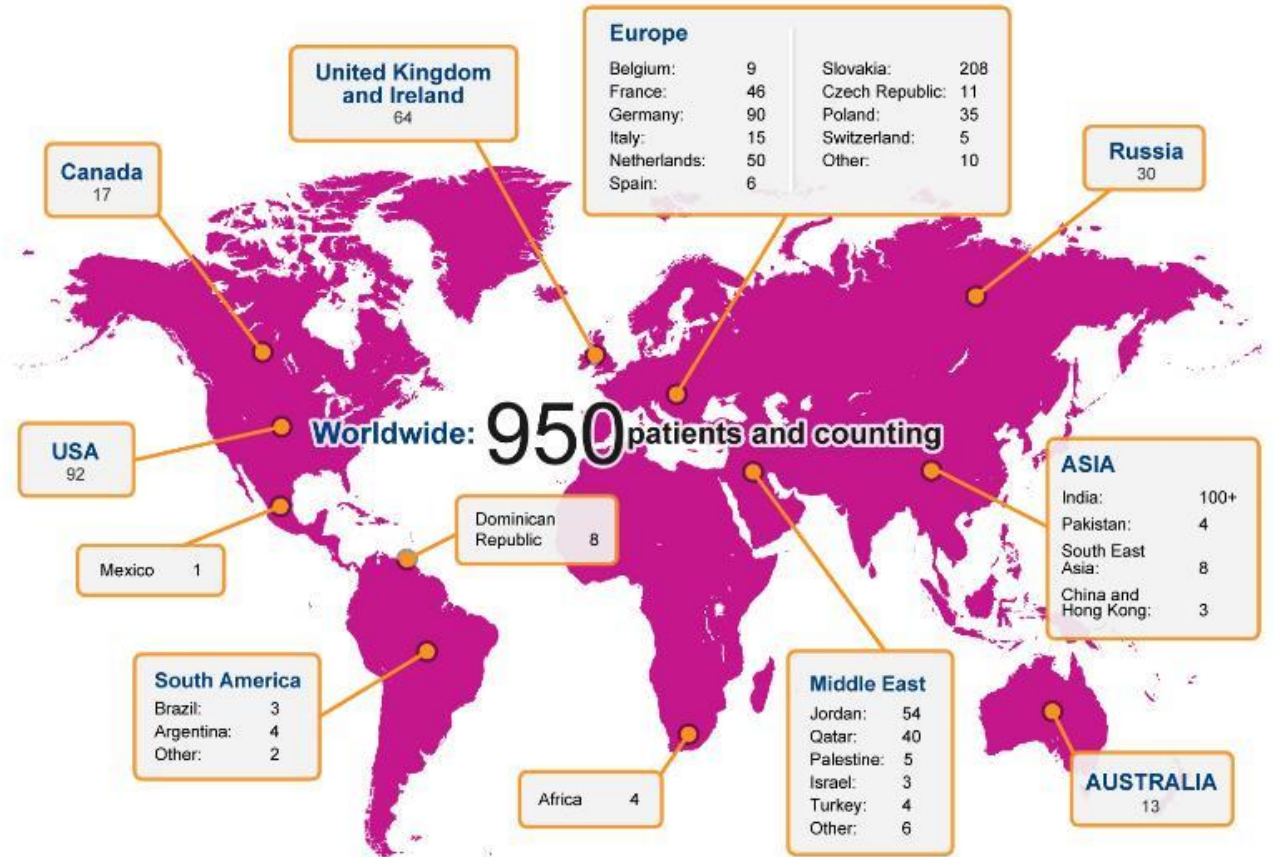 Europe
Belgium: 9
France: 46
Germany: 90
Italy: 15
Netherlands: 50
Spain: 6
Slovakia: 208
Czech Republic: 11
Poland: 35
Switzerland: 5
Other: 10
United Kingdom
and Ireland
64
Canada
17
Russia
30
Worldwide: 950 patients and counting
USA
92
ASIA
India: 100+
Pakistan: 4
South East
Asia: 8
China and
Hong Kong: 3
Dominican
Republic 8
Mexico 1
South America
Brazil: 3
Argentina: 4
Other: 2
Middle East
Jordan: 54
Qatar: 40
Palestine: 5
Israel: 3
Turkey: 4
Other: 6
Africa 4
AUSTRALIA
13